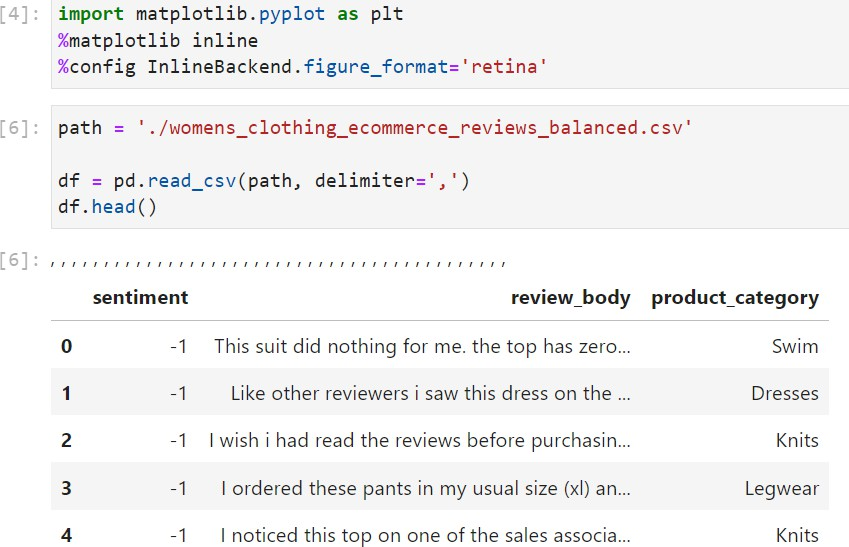 [4]: import matplotlib.pyplot as plt
%matplotlib inline
%config InlineBackend.figure_format='retina'
[6]: path = './womens_clothing_ecommerce_reviews_balanced.csv'
df = pd.read_csv(path, delimiter=',')
df.head()
[6]: ,,,,,,,,,,,,,,,,,,,,,,,,,,,,,,,,,,,,,,,,,,,,
sentiment review_body product_category
0 -1 This suit did nothing for me. the top has zero... Swim
1 -1 Like other reviewers i saw this dress on the ... Dresses
2 -1 I wish i had read the reviews before purchasin... Knits
3 -1 I ordered these pants in my usual size (xl) an... Legwear
4 -1 I noticed this top on one of the sales associa... Knits